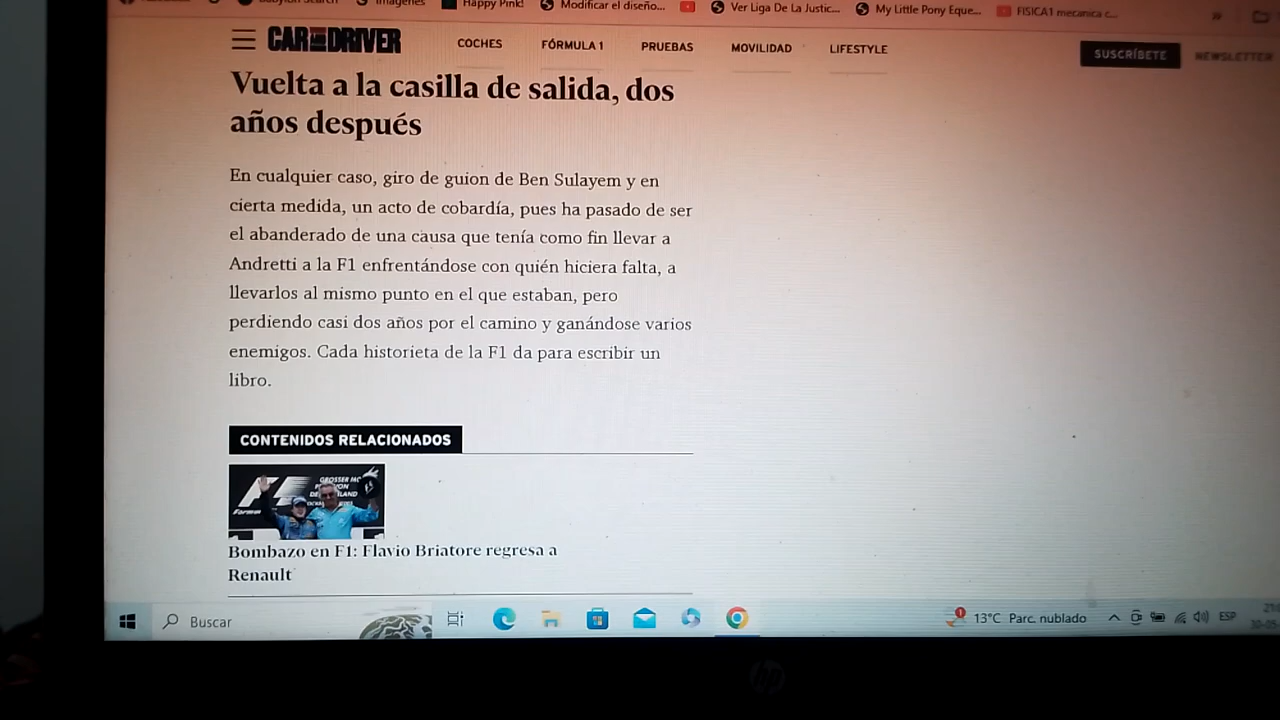 Happy Pink!
Modificar el diseño...
Ver Liga De La Justic...
My Little Pony Eque...
FISICA1 mecanica c...
»
CAR AND DRIVER
COCHES
FÓRMULA 1
PRUEBAS
MOVILIDAD
LIFESTYLE
SUSCRÍBETE
NEWSLETTER
Vuelta a la casilla de salida, dos
años después
En cualquier caso, giro de guion de Ben Sulayem y en
cierta medida, un acto de cobardía, pues ha pasado de ser
el abanderado de una causa que tenía como fin llevar a
Andretti a la F1 enfrentándose con quién hiciera falta, a
llevarlos al mismo punto en el que estaban, pero
perdiendo casi dos años por el camino y ganándose varios
enemigos. Cada historieta de la F1 da para escribir un
libro.
CONTENIDOS RELACIONADOS
GROSSER
Bombazo en F1: Flavio Briatore regresa a
Renault
Buscar
1
13°C Parc. nublado
ESP
hp